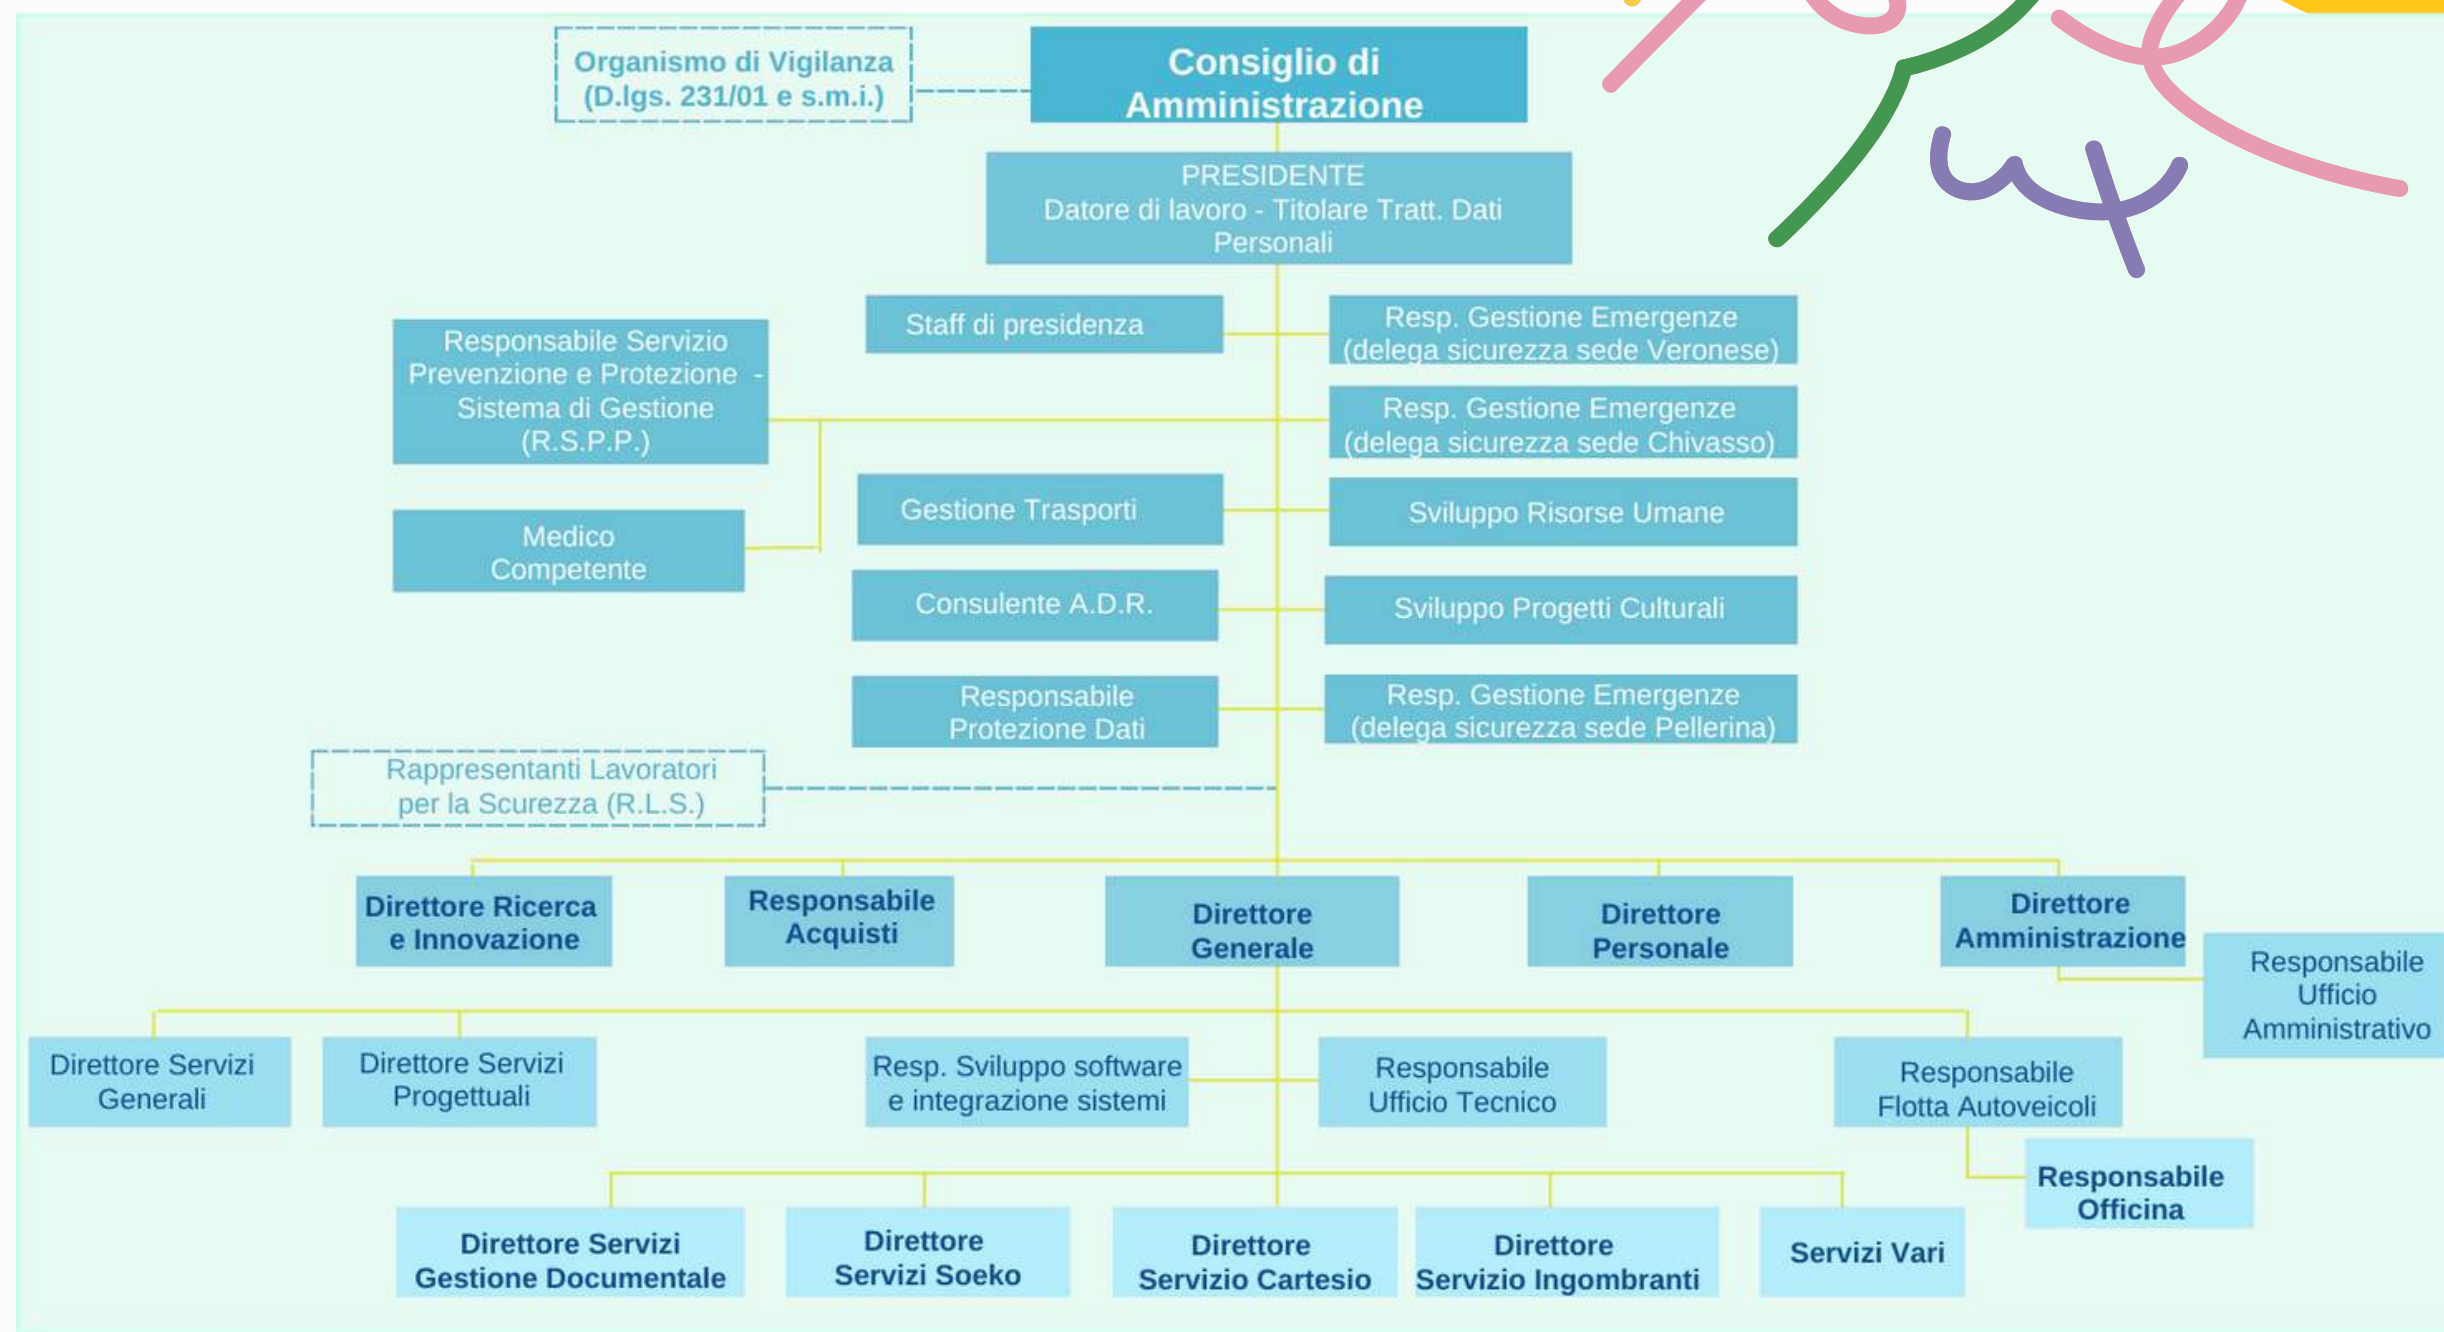 Organismo di Vigilanza
(D.lgs. 231/01 e s.m.i.)
Consiglio di
Amministrazione
PRESIDENTE
Datore di lavoro - Titolare Tratt. Dati
Personali
Staff di presidenza
Resp. Gestione Emergenze
(delega sicurezza sede Veronese)
Responsabile Servizio
Prevenzione e Protezione -
Sistema di Gestione
(R.S.P.P.)
Resp. Gestione Emergenze
(delega sicurezza sede Chivasso)
Gestione Trasporti
Sviluppo Risorse Umane
Medico
Competente
Consulente A.D.R.
Sviluppo Progetti Culturali
Responsabile
Protezione Dati
Resp. Gestione Emergenze
(delega sicurezza sede Pellerina)
Rappresentanti Lavoratori
per la Scurezza (R.L.S.)
Direttore Ricerca
e Innovazione
Responsabile
Acquisti
Direttore
Generale
Direttore
Personale
Direttore
Amministrazione
Responsabile
Ufficio
Amministrativo
Direttore Servizi
Generali
Direttore Servizi
Progettuali
Resp. Sviluppo software
e integrazione sistemi
Responsabile
Ufficio Tecnico
Responsabile
Flotta Autoveicoli
Responsabile
Officina
Direttore Servizi
Gestione Documentale
Direttore
Servizi Soeko
Direttore
Servizio Cartesio
Direttore
Servizio Ingombranti
Servizi Vari